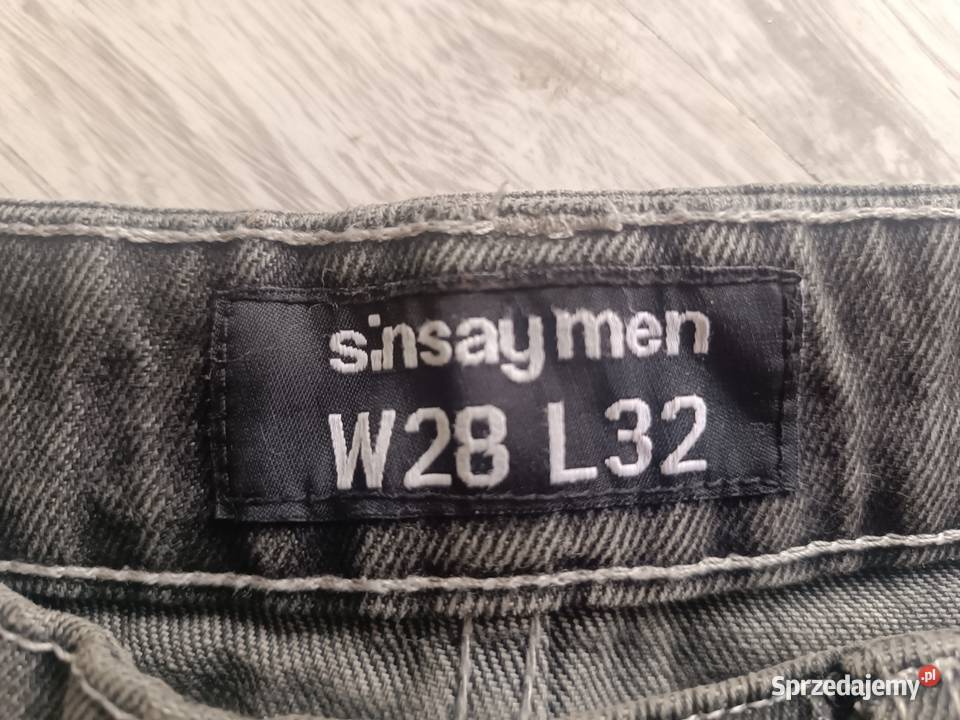 sinsay men
W28 L32
Sprzedajemy.pl